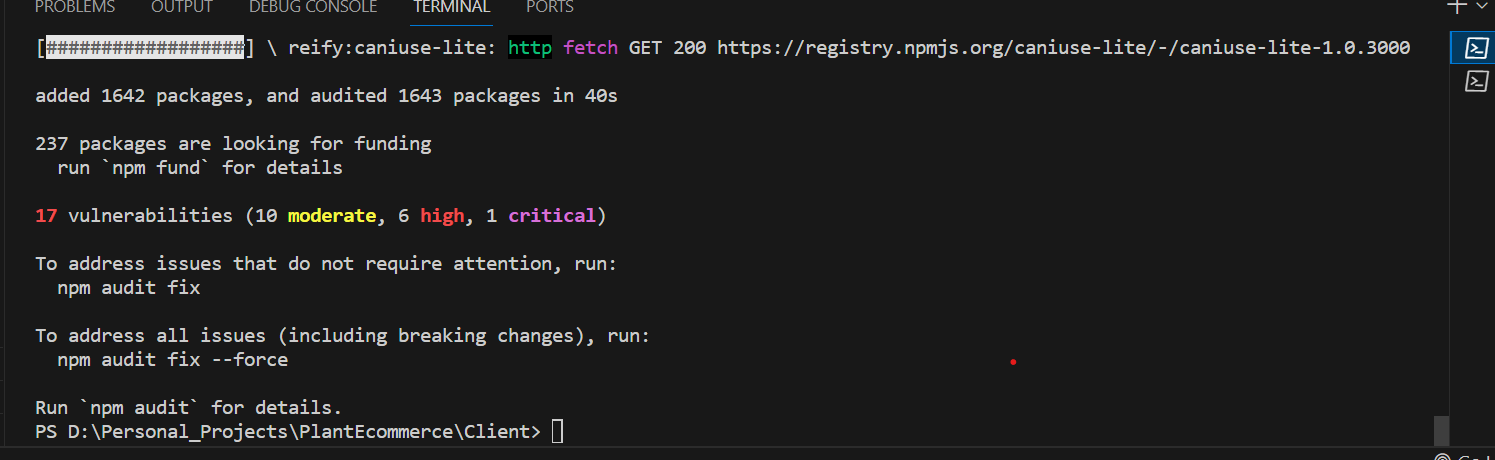 PROBLEMS OUTPUT DEBUG CONSOLE TERMINAL PORTS
[##################] \ reify:caniuse-lite: http fetch GET 200 https://registry.npmjs.org/caniuse-lite/-/caniuse-lite-1.0.3000
added 1642 packages, and audited 1643 packages in 40s
237 packages are looking for funding
run `npm fund` for details
17 vulnerabilities (10 moderate, 6 high, 1 critical)
To address issues that do not require attention, run:
npm audit fix
To address all issues (including breaking changes), run:
npm audit fix --force
Run `npm audit` for details.
PS D:\Personal_Projects\PlantEcommerce\Client>